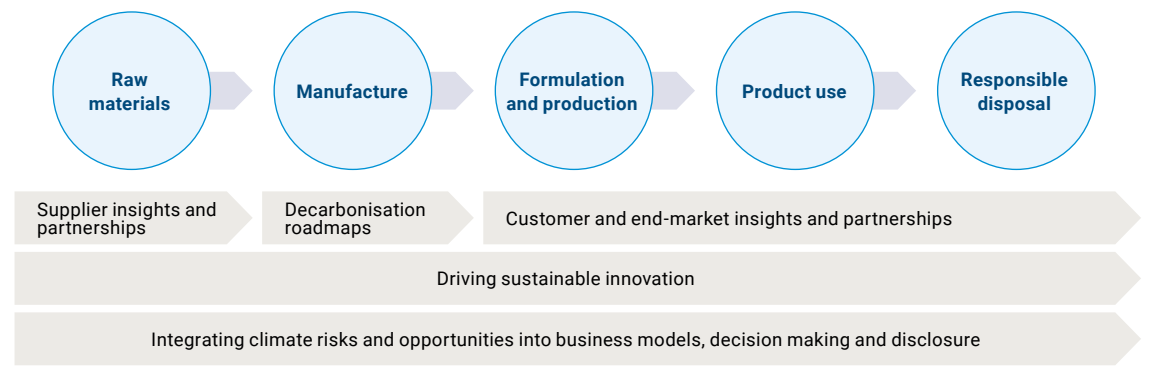 Raw
materials
Manufacture
Formulation
and production
Product use
Responsible
disposal
Supplier insights and
partnerships
Decarbonisation
roadmaps
Customer and end-market insights and partnerships
Driving sustainable innovation
Integrating climate risks and opportunities into business models, decision making and disclosure